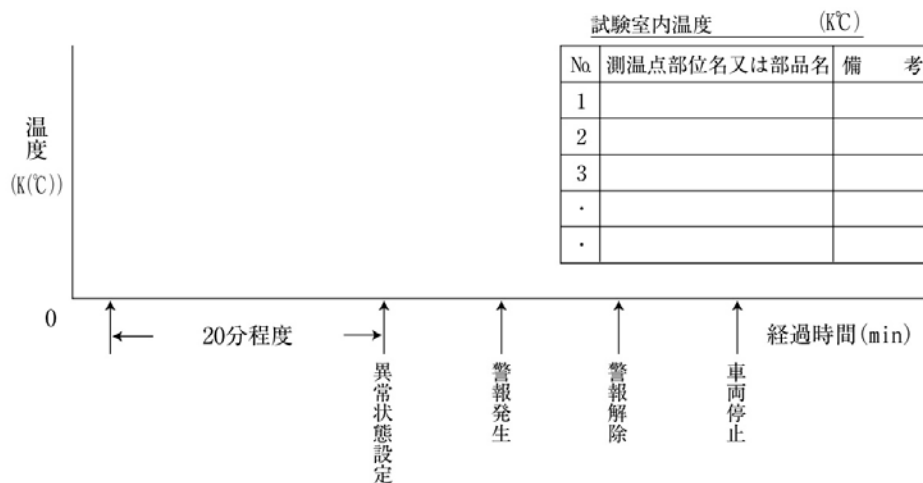 試験室内温度 (K℃)
№ 測温点部位名又は部品名 備 考
1
2
3
・
・
温度
(K(℃))
0
20分程度
経過時間(min)
異常状態設定
警報発生
警報解除
車両停止